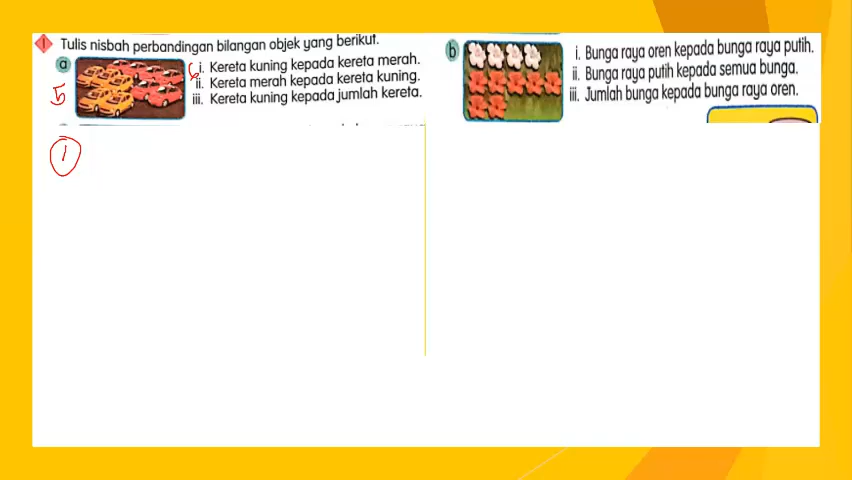 1 Tulis nisbah perbandingan bilangan objek yang berikut.
a
5
6
i. Kereta kuning kepada kereta merah.
ii. Kereta merah kepada kereta kuning.
iii. Kereta kuning kepada jumlah kereta.
1
b
i. Bunga raya oren kepada bunga raya putih.
ii. Bunga raya putih kepada semua bunga.
iii. Jumlah bunga kepada bunga raya oren.